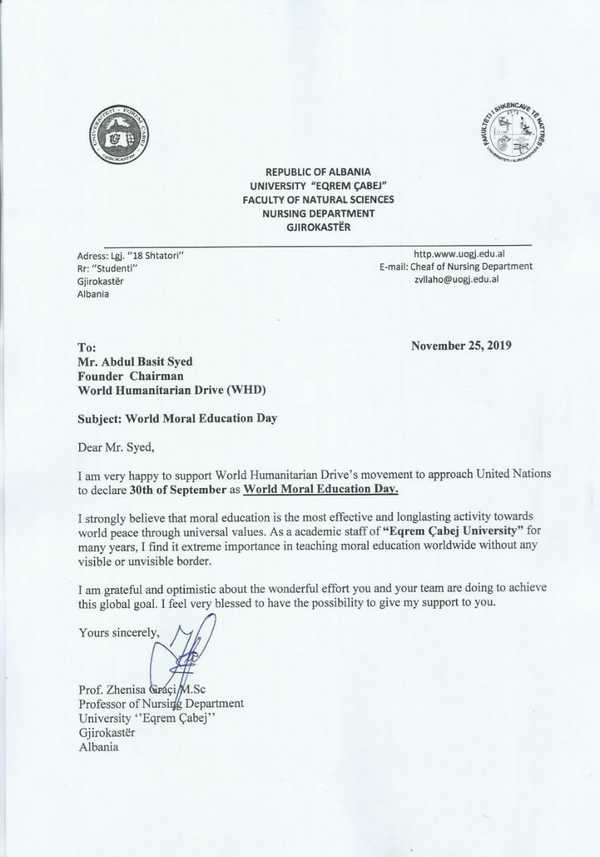 UNIVERSITETI · EQREM ÇABEJ
GJIROKASTËR
FAKULTETI I SHKENCAVE TË NATYRËS
REPUBLIC OF ALBANIA
UNIVERSITY "EQREM ÇABEJ"
FACULTY OF NATURAL SCIENCES
NURSING DEPARTMENT
GJIROKASTËR
Adress: Lgj. "18 Shtatori"
Rr: "Studenti"
Gjirokastër
Albania
http.www.uogj.edu.al
E-mail: Cheaf of Nursing Department
zvllaho@uogj.edu.al
To:
November 25, 2019
Mr. Abdul Basit Syed
Founder Chairman
World Humanitarian Drive (WHD)
Subject: World Moral Education Day
Dear Mr. Syed,
I am very happy to support World Humanitarian Drive's movement to approach United Nations
to declare 30th of September as World Moral Education Day.
I strongly believe that moral education is the most effective and longlasting activity towards
world peace through universal values. As a academic staff of "Eqrem Çabej University" for
many years, I find it extreme importance in teaching moral education worldwide without any
visible or unvisible border.
I am grateful and optimistic about the wonderful effort you and your team are doing to achieve
this global goal. I feel very blessed to have the possibility to give my support to you.
Yours sincerely,
Prof. Zhenisa Graçi M.Sc
Professor of Nursing Department
University ''Eqrem Çabej''
Gjirokastër
Albania